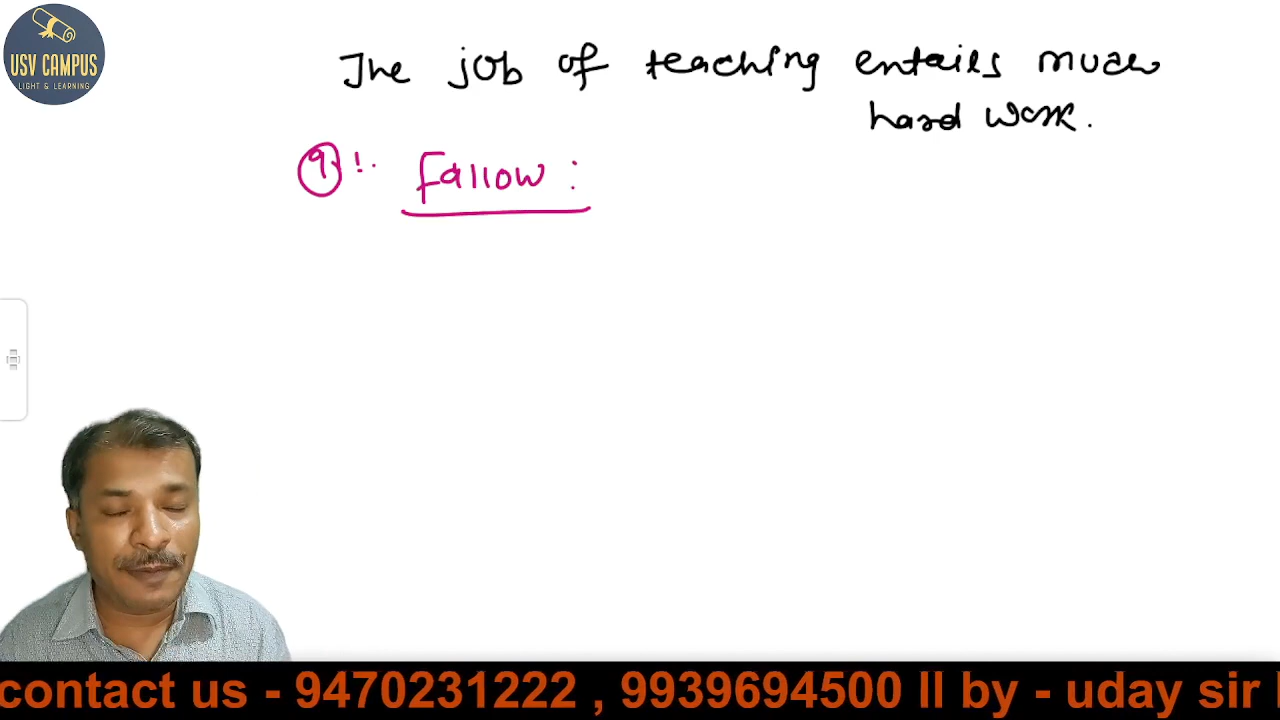 USV CAMPUS
LIGHT & LEARNING
The job of teaching entails much
hard work.
9 !.
Fallow :
contact us - 9470231222 , 9939694500 ll by - uday sir